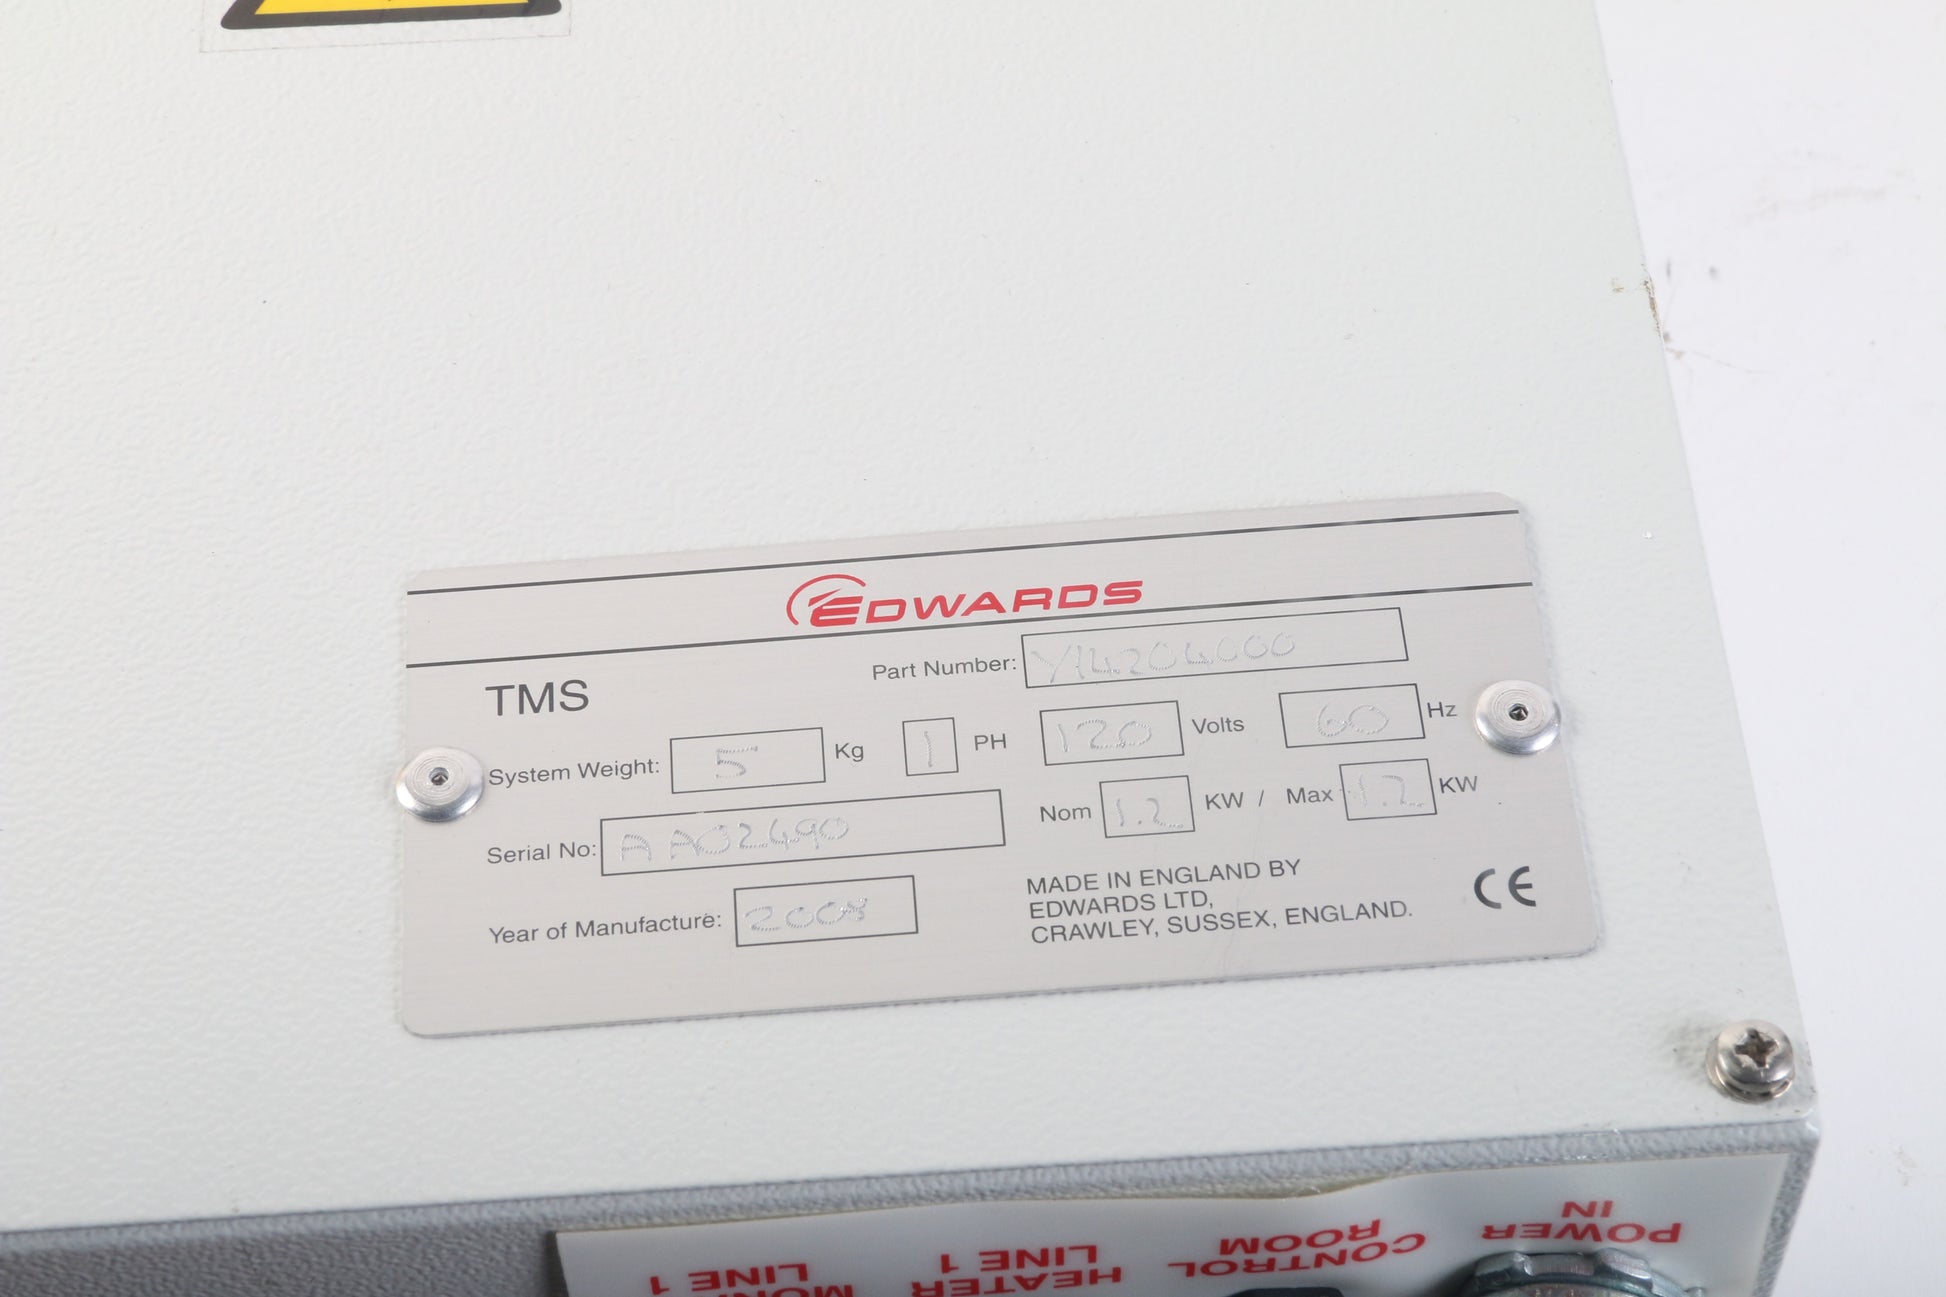 EDWARDS
TMS
Part Number: Y14204000
System Weight: 5 Kg 1 PH 120 Volts 60 Hz
Serial No: AA02490 Nom 1.2 KW / Max 1.2 KW
Year of Manufacture: 2008
MADE IN ENGLAND BY
EDWARDS LTD,
CRAWLEY, SUSSEX, ENGLAND.
CE
POWER
IN
CONTROL
ROOM
HEATER
LINE 1
LINE 1